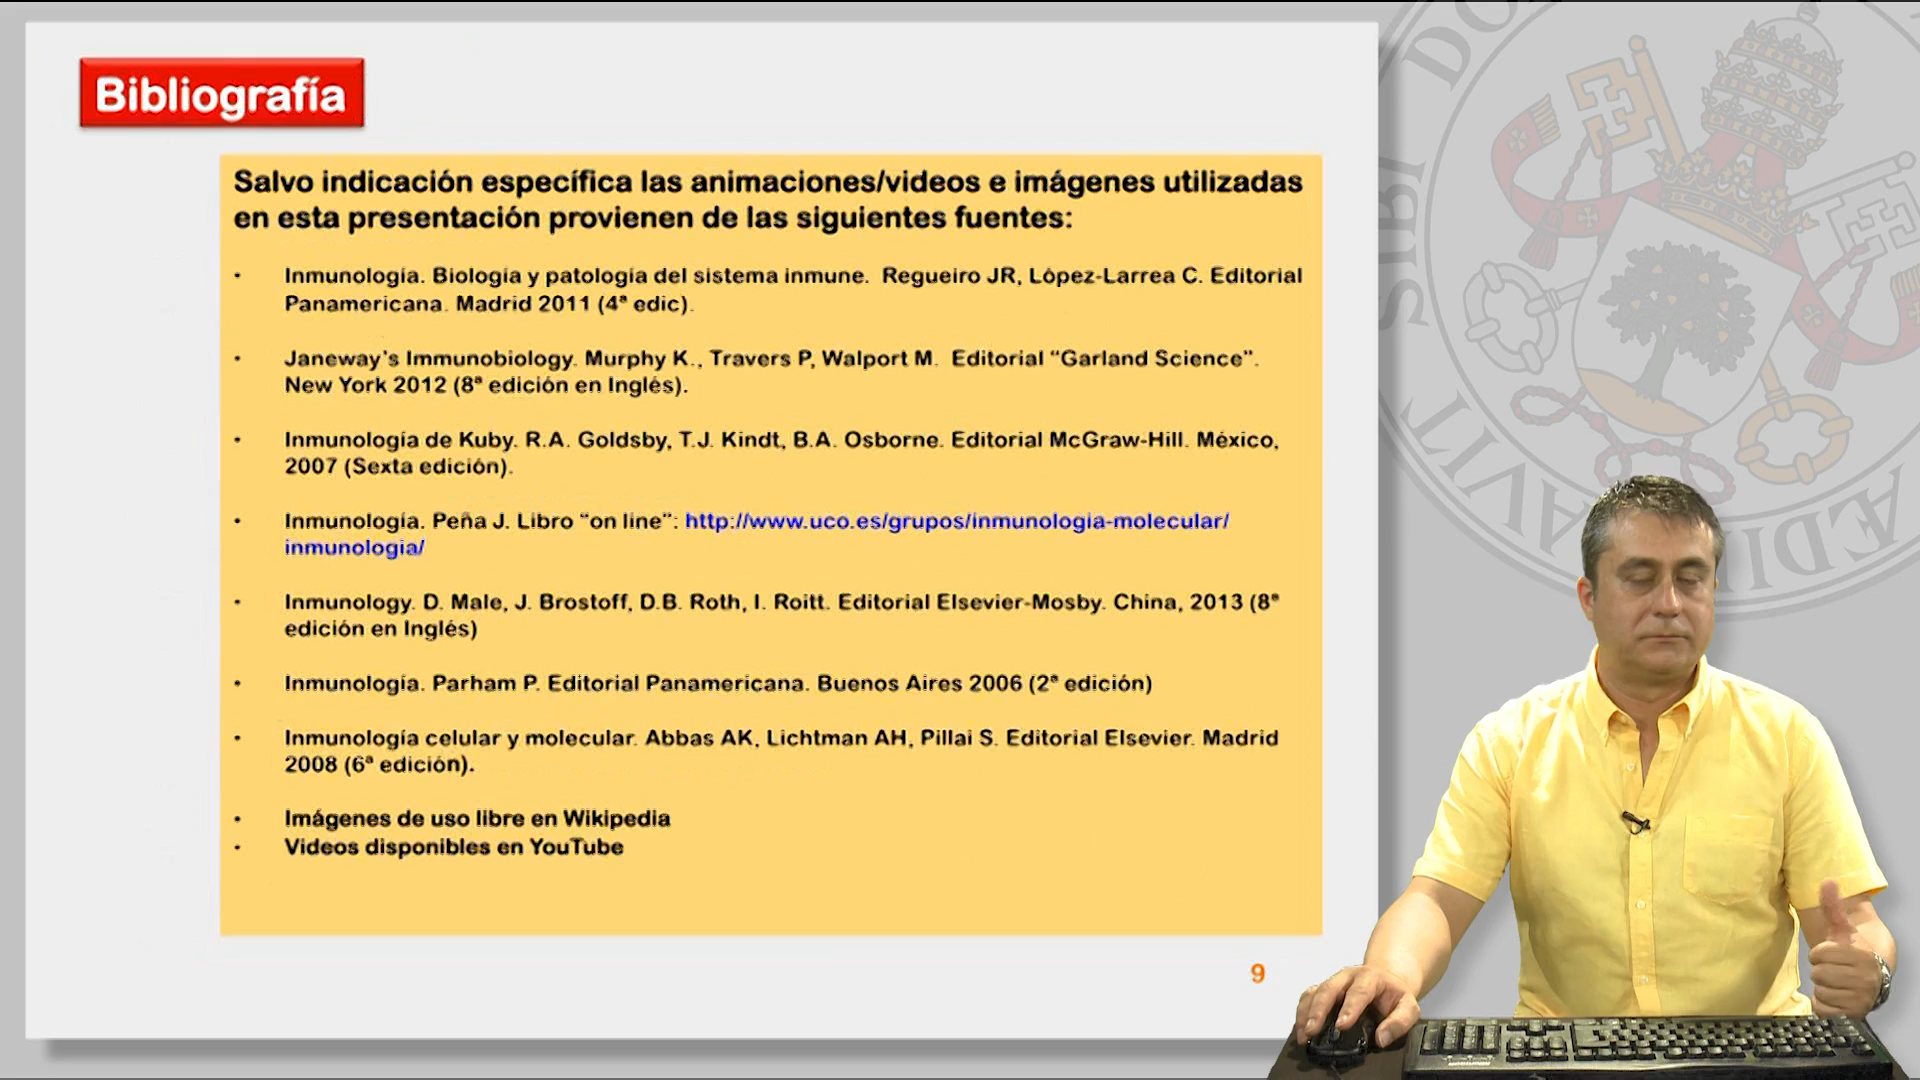 Bibliografía
Salvo indicación específica las animaciones/videos e imágenes utilizadas
en esta presentación provienen de las siguientes fuentes:
• Inmunología. Biología y patología del sistema inmune. Regueiro JR, López-Larrea C. Editorial
Panamericana. Madrid 2011 (4ª edic).
• Janeway’s Immunobiology. Murphy K., Travers P, Walport M. Editorial “Garland Science”.
New York 2012 (8ª edición en Inglés).
• Inmunología de Kuby. R.A. Goldsby, T.J. Kindt, B.A. Osborne. Editorial McGraw-Hill. México,
2007 (Sexta edición).
• Inmunología. Peña J. Libro “on line”: http://www.uco.es/grupos/inmunologia-molecular/
inmunologia/
• Inmunology. D. Male, J. Brostoff, D.B. Roth, I. Roitt. Editorial Elsevier-Mosby. China, 2013 (8ª
edición en Inglés)
• Inmunología. Parham P. Editorial Panamericana. Buenos Aires 2006 (2ª edición)
• Inmunología celular y molecular. Abbas AK, Lichtman AH, Pillai S. Editorial Elsevier. Madrid
2008 (6ª edición).
• Imágenes de uso libre en Wikipedia
• Videos disponibles en YouTube
9
SIBI